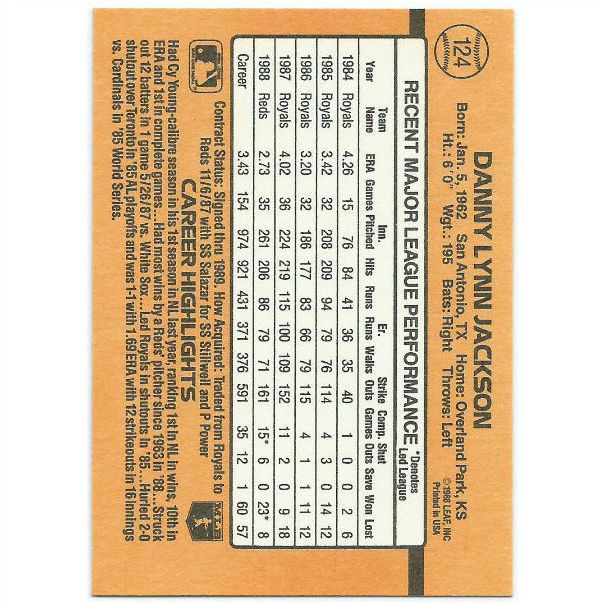 124
DANNY LYNN JACKSON
Born: Jan. 5, 1962 San Antonio, TX Home: Overland Park, KS
Ht.: 6'0" Wgt.: 195 Bats: Right Throws: Left
©1988 LEAF, INC.
Printed in USA
RECENT MAJOR LEAGUE PERFORMANCE *Denotes Led League
Team Inn. Er. Strike Comp. Shut
Year Name ERA Games Pitched Hits Runs Runs Walks Outs Games Outs Save Won Lost
1984 Royals 4.26 15 76 84 41 36 35 40 1 0 0 2 6
1985 Royals 3.42 32 208 209 94 79 76 114 4 3 0 14 12
1986 Royals 3.20 32 186 177 83 66 79 115 4 1 1 11 12
1987 Royals 4.02 36 224 219 115 100 109 152 11 2 0 9 18
1988 Reds 2.73 35 261 206 86 79 71 161 15* 6 0 23* 8
Career 3.43 154 974 921 431 371 376 591 35 12 1 60 57
Contract Status: Signed thru 1989. How Acquired: Traded from Royals to
Reds 11/6/87 with SS Salazar for SS Stillwell and P Power
MLB
CAREER HIGHLIGHTS
Had Cy Young-calibre season in his 1st season in NL last year, ranking 1st in NL in wins, 10th in
ERA and 1st in complete games...Had most wins by a Reds' pitcher since 1963 in '88...Struck
out 12 batters in 1 game 5/26/87 vs. White Sox...Led Royals in shutouts in '85...Hurled 2-0
shutout over Toronto in '85 AL playoffs and was 1-1 with 1.69 ERA with 12 strikeouts in 16 innings
vs. Cardinals in '85 World Series.